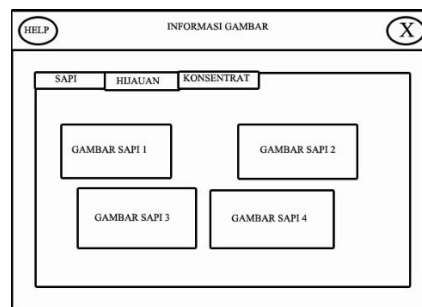 HELP
INFORMASI GAMBAR
X
SAPI
HIJAUAN
KONSENTRAT
GAMBAR SAPI 1
GAMBAR SAPI 2
GAMBAR SAPI 3
GAMBAR SAPI 4